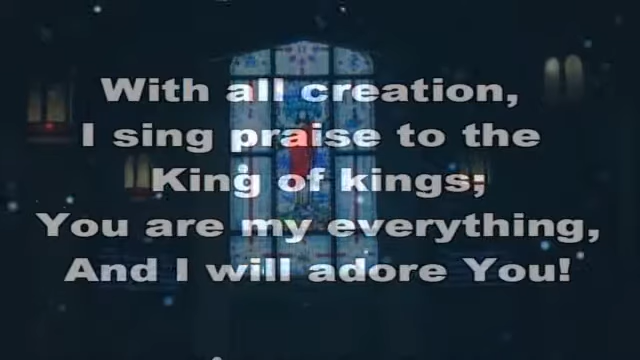 With all creation,
I sing praise to the
King of kings;
You are my everything,
And I will adore You!